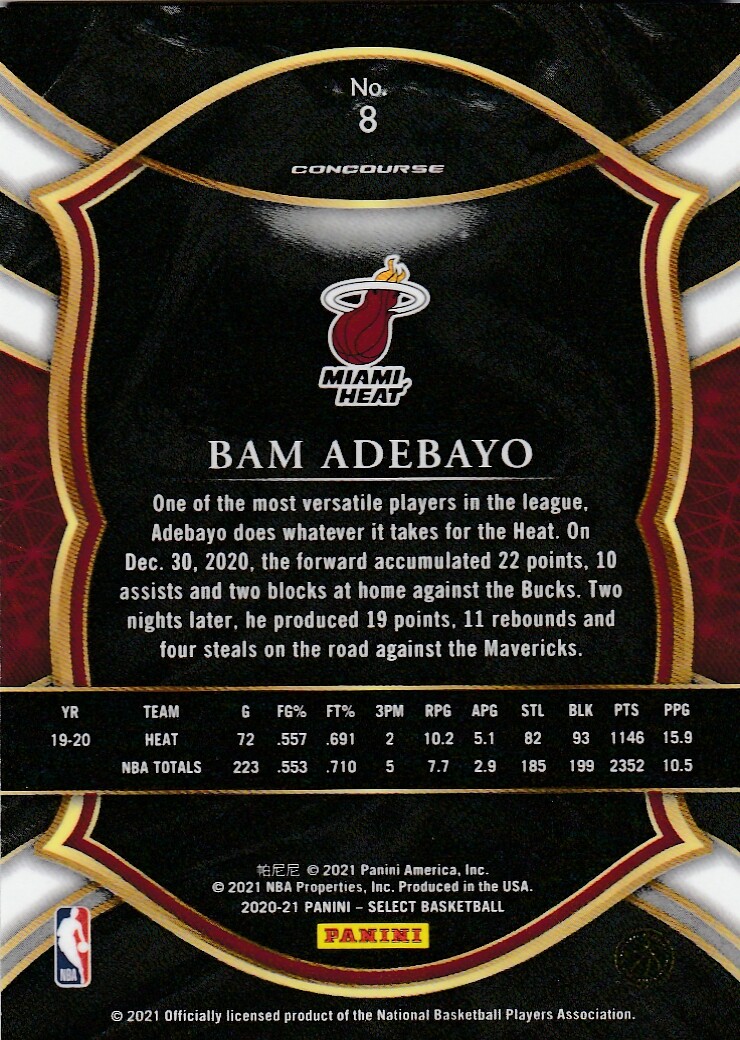 No.
8
CONCOURSE
MIAMI
HEAT
BAM ADEBAYO
One of the most versatile players in the league,
Adebayo does whatever it takes for the Heat. On
Dec. 30, 2020, the forward accumulated 22 points, 10
assists and two blocks at home against the Bucks. Two
nights later, he produced 19 points, 11 rebounds and
four steals on the road against the Mavericks.
YR TEAM G FG% FT% 3PM RPG APG STL BLK PTS PPG
19-20 HEAT 72 .557 .691 2 10.2 5.1 82 93 1146 15.9
NBA TOTALS 223 .553 .710 5 7.7 2.9 185 199 2352 10.5
帕尼尼 © 2021 Panini America, Inc.
© 2021 NBA Properties, Inc. Produced in the USA.
2020-21 PANINI – SELECT BASKETBALL
PANINI
NBA
© 2021 Officially licensed product of the National Basketball Players Association.